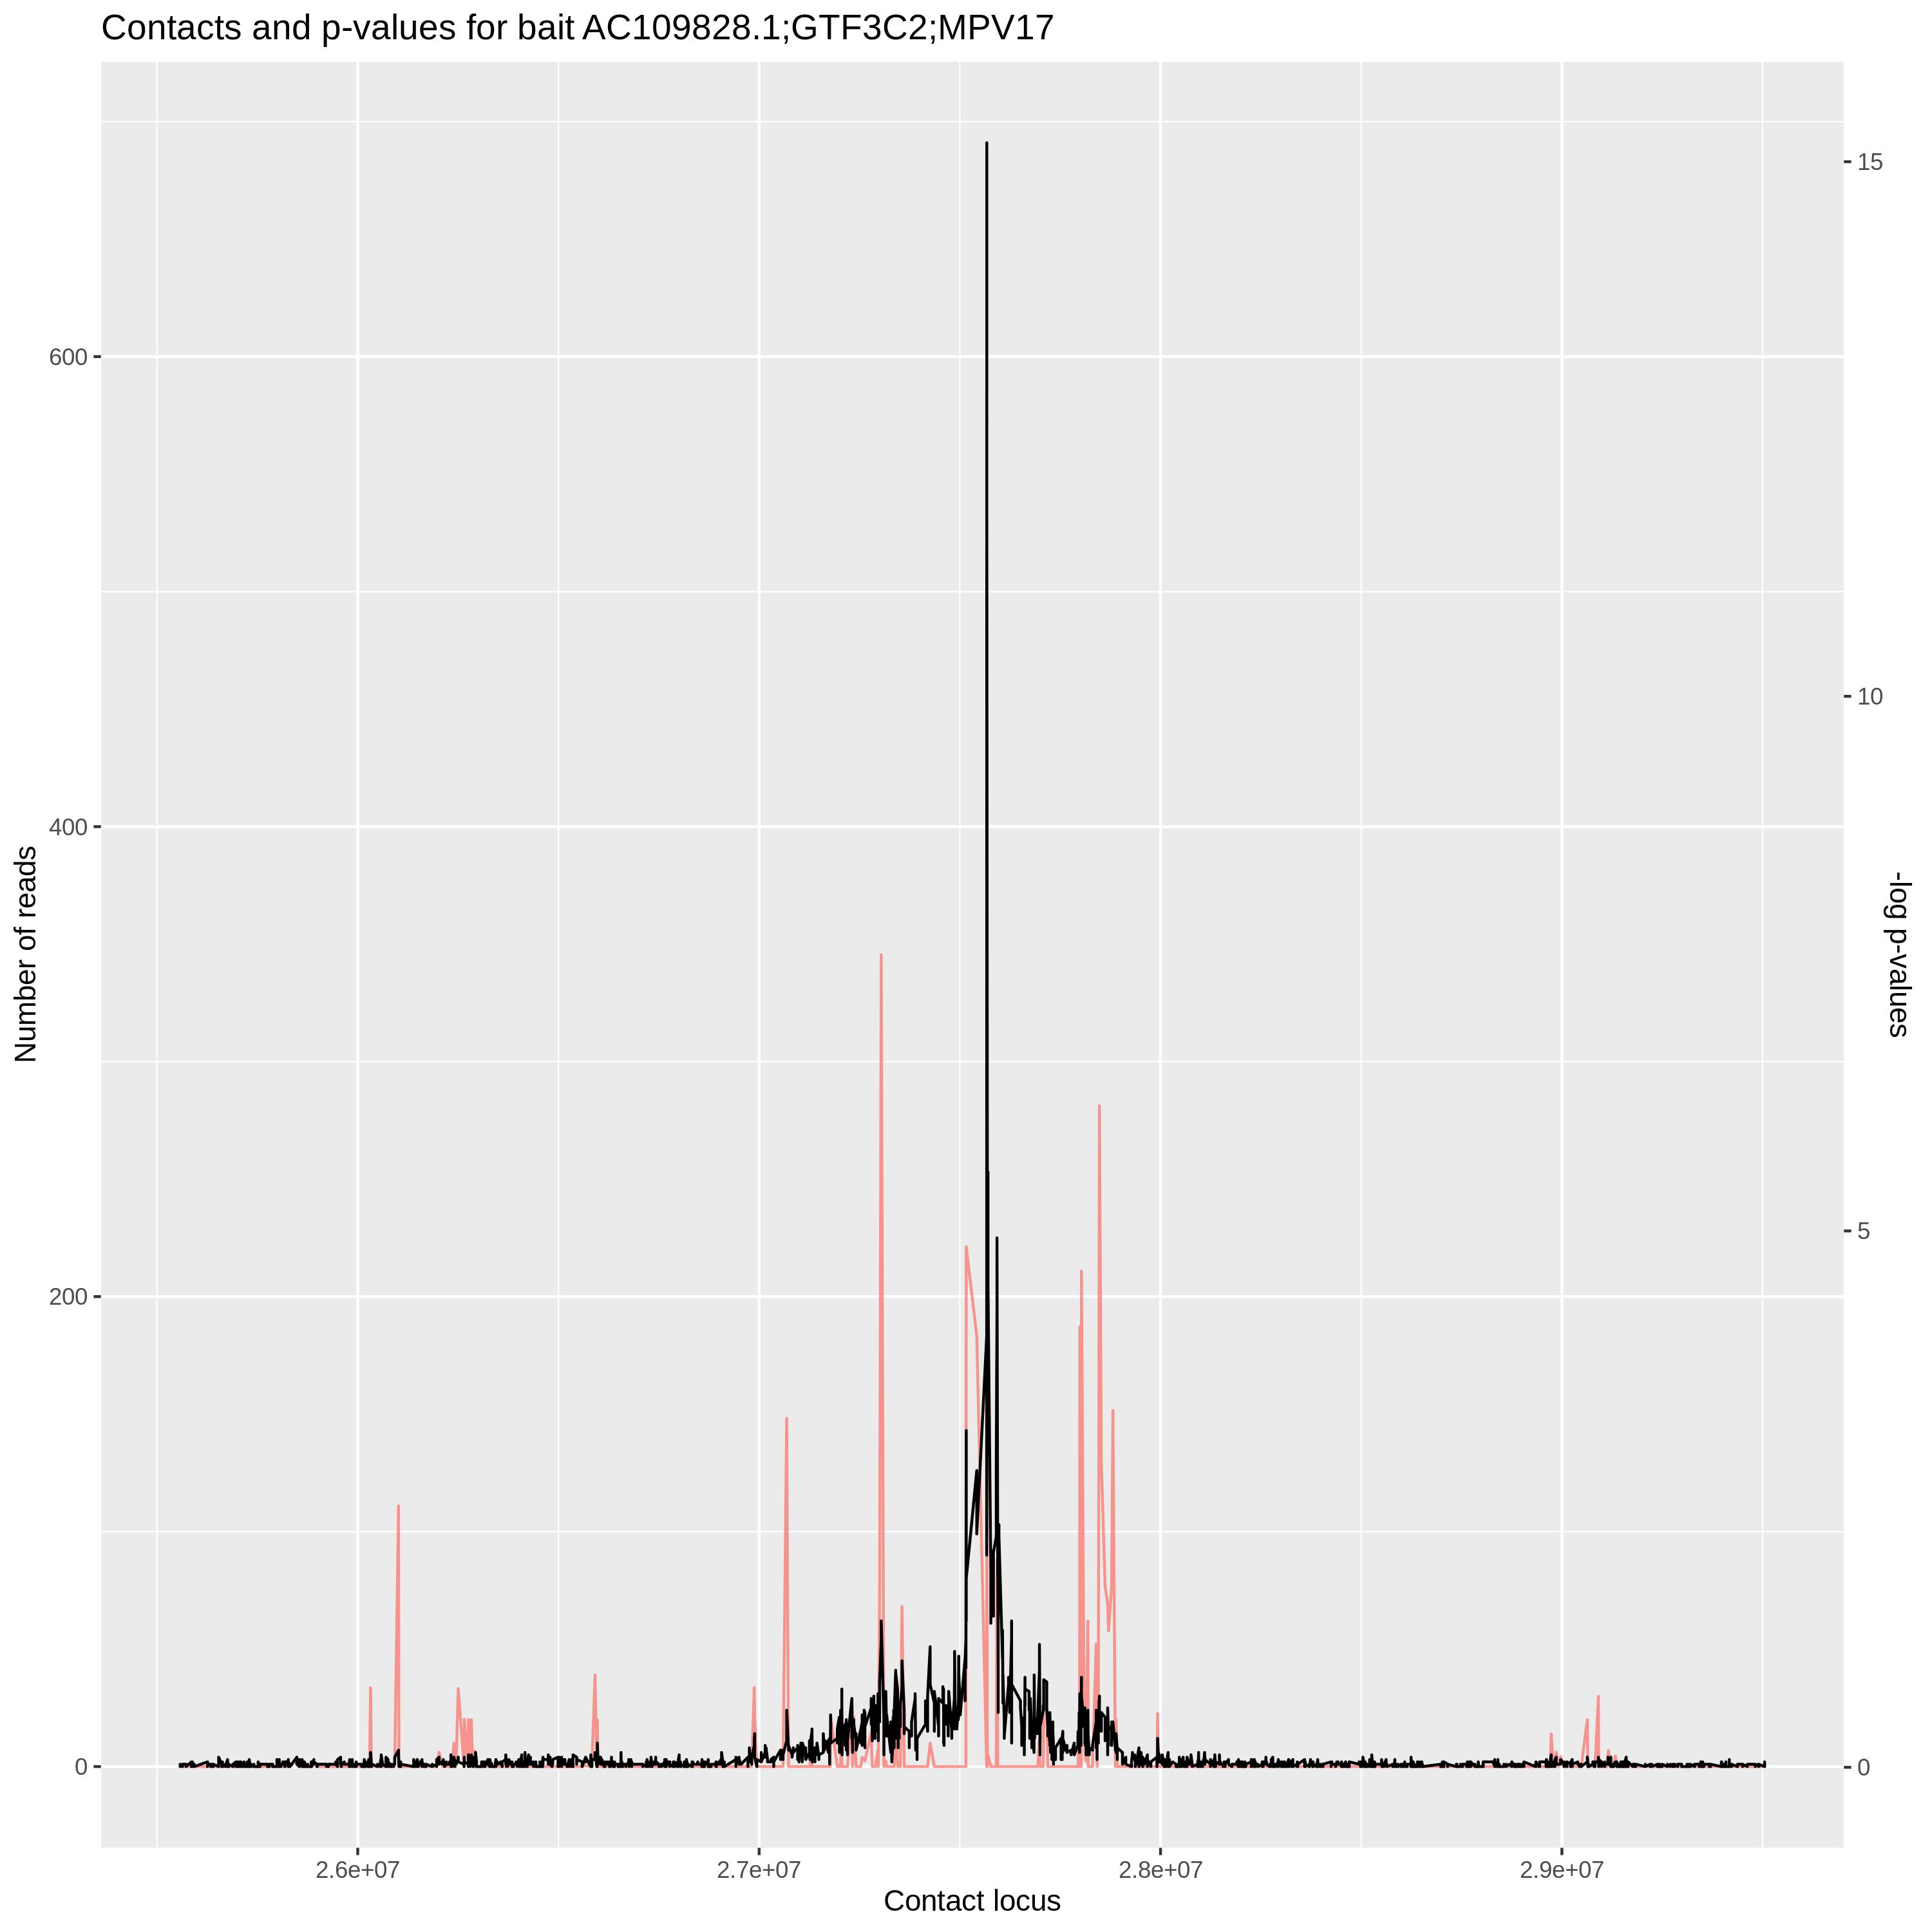 Contacts and p-values for bait AC109828.1;GTF3C2;MPV17
15
600
10
400
Number of reads
-log p-values
5
200
0
0
2.6e+07
2.7e+07
2.8e+07
2.9e+07
Contact locus